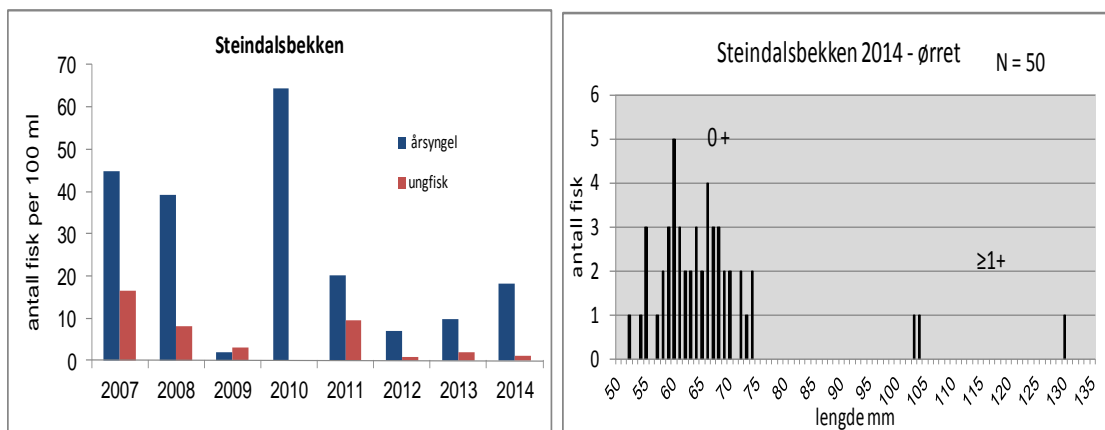 Steindalsbekken
antall fisk per 100 ml
70
60
50
40
30
20
10
0
årsyngel
ungfisk
2007 2008 2009 2010 2011 2012 2013 2014
Steindalsbekken 2014 - ørret N = 50
antall fisk
6
5
4
3
2
1
0
0 +
≥1+
50 55 60 65 70 75 80 85 90 95 100 105 110 115 120 125 130 135
lengde mm